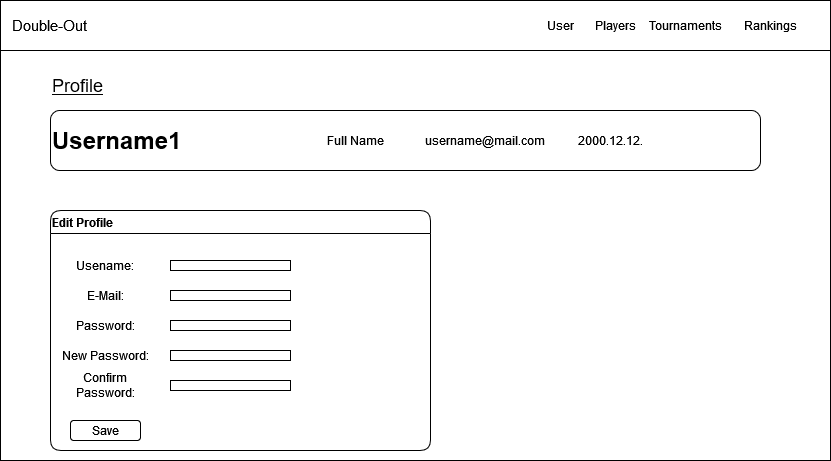 Double-Out User Players Tournaments Rankings
Profile
Username1 Full Name username@mail.com 2000.12.12.
Edit Profile
Usename:
E-Mail:
Password:
New Password:
Confirm
Password:
Save